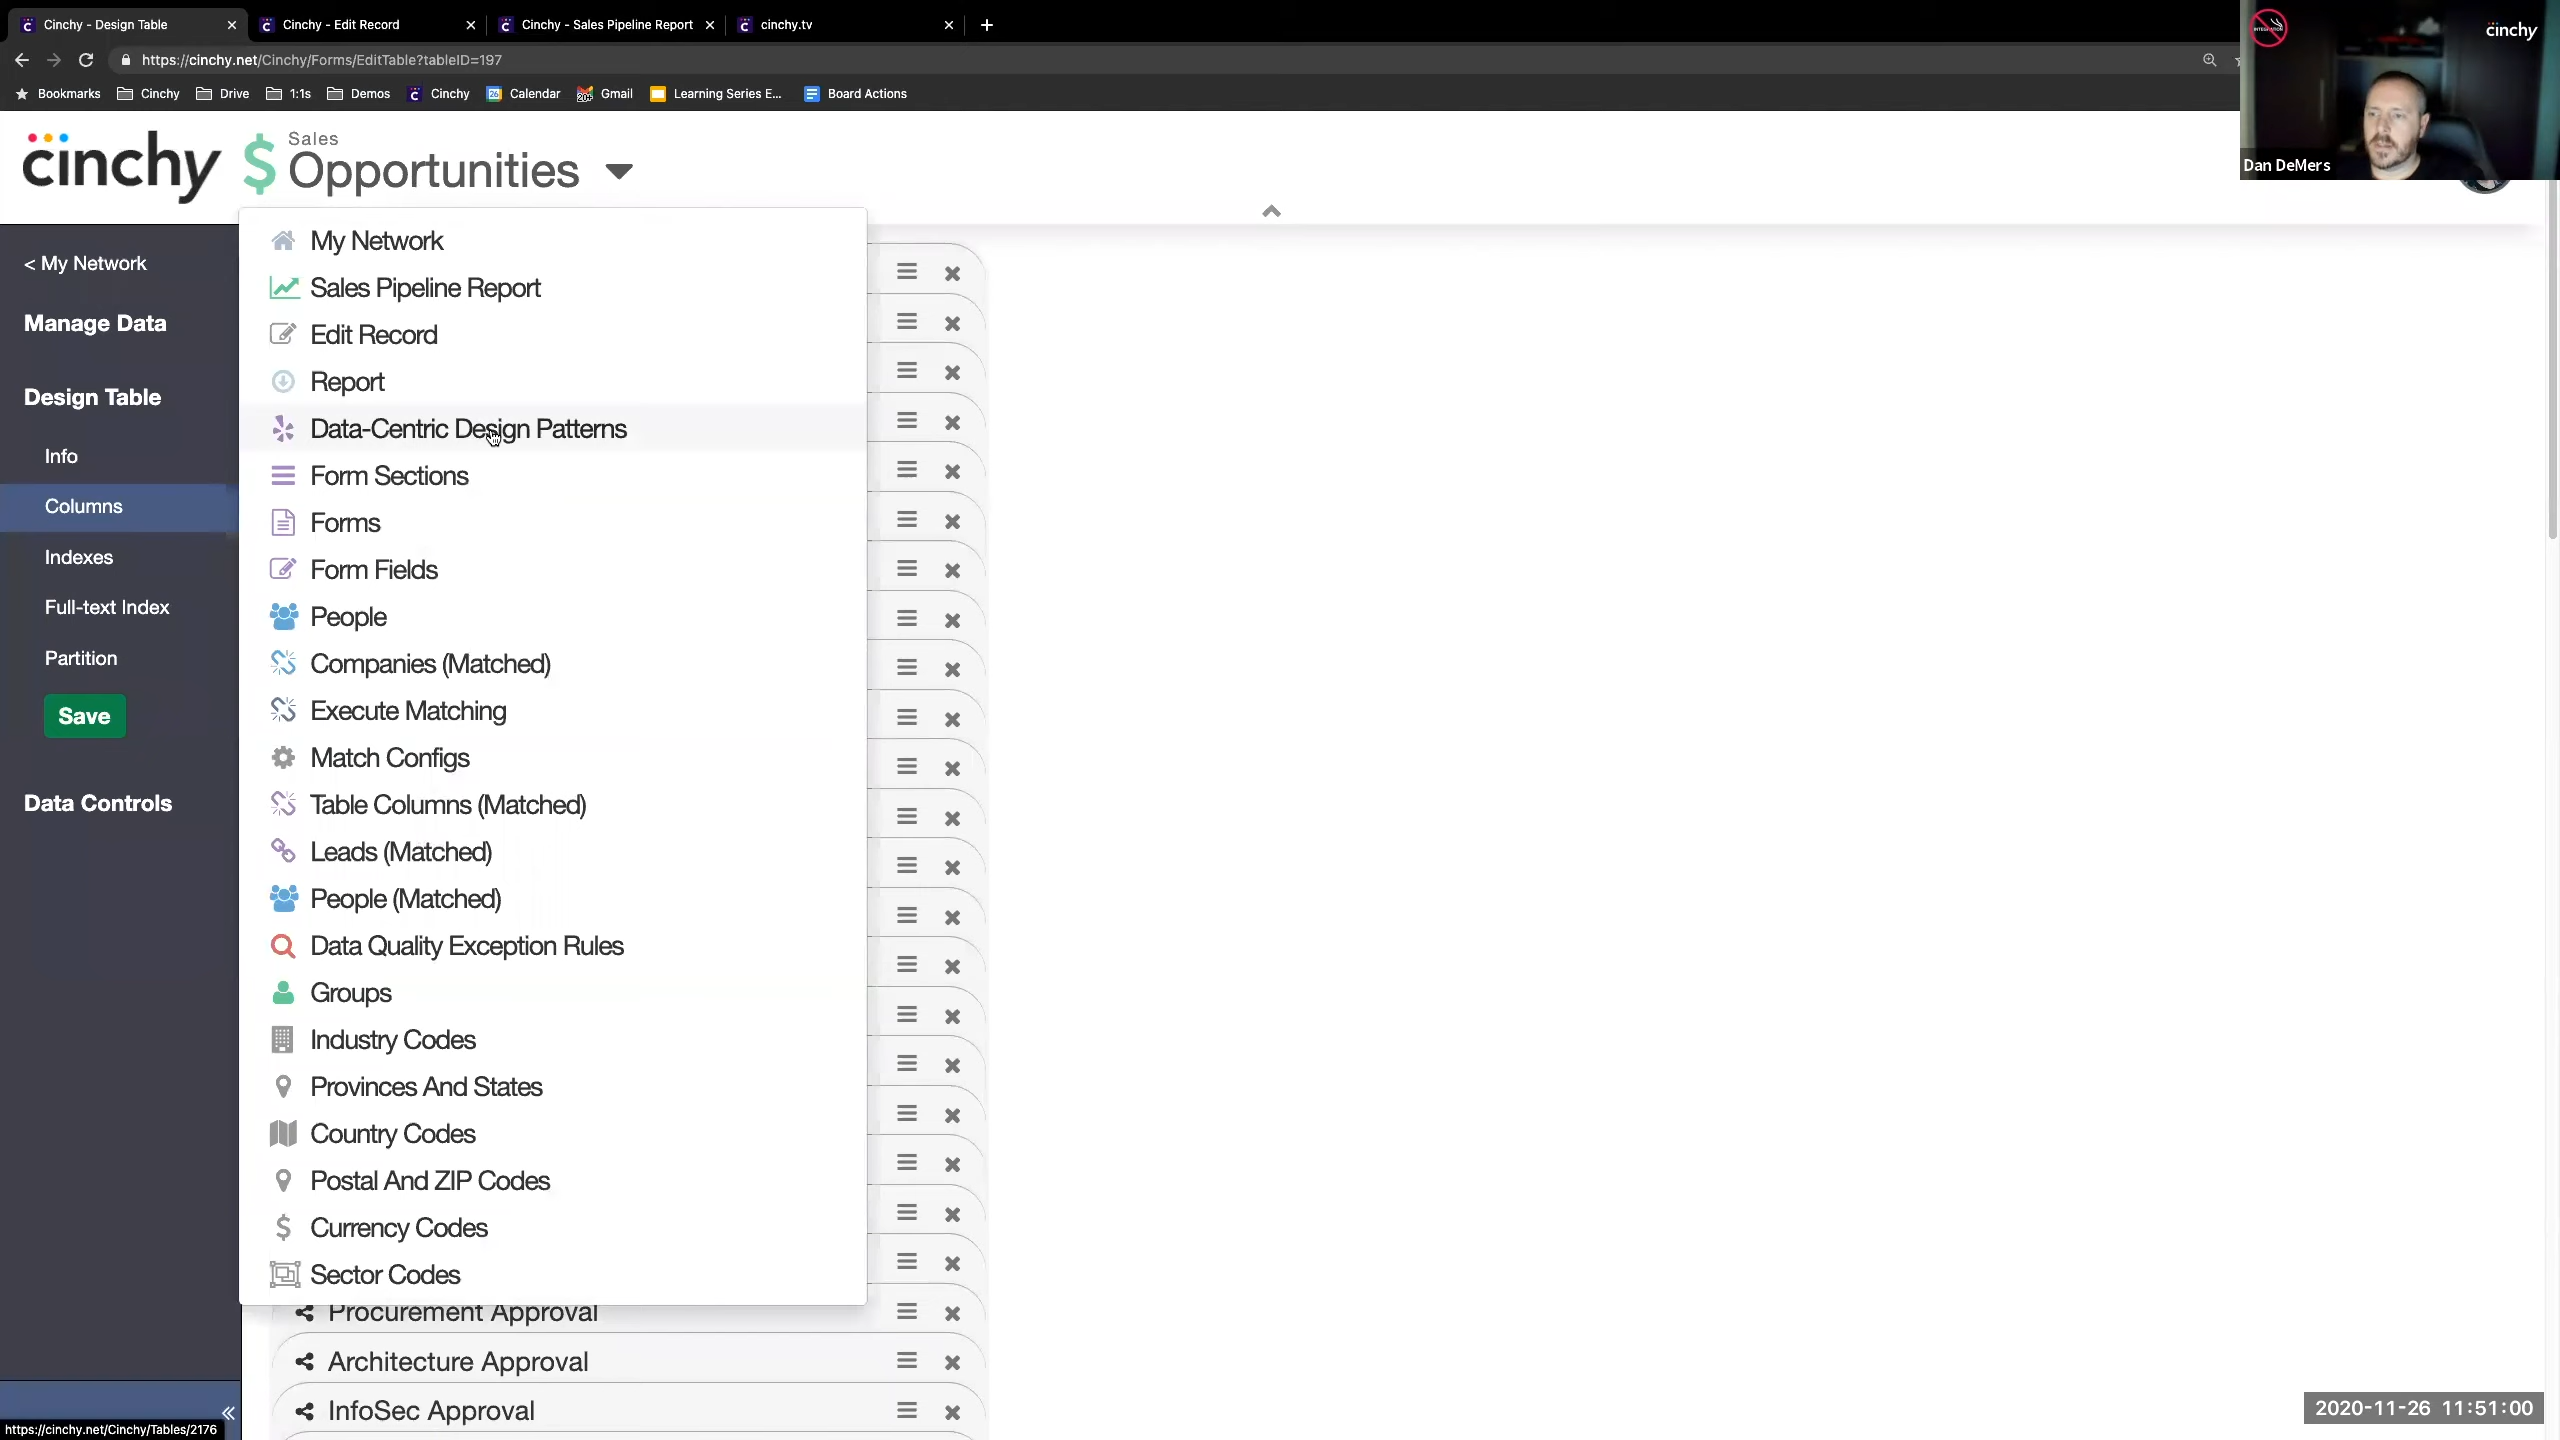 Cinchy - Design Table
Cinchy - Edit Record
Cinchy - Sales Pipeline Report
cinchy.tv
https://cinchy.net/Cinchy/Forms/EditTable?tableID=197
Bookmarks
Cinchy
Drive
1:1s
Demos
Cinchy
Calendar
Gmail
Learning Series E...
Board Actions
cinchy
Dan DeMers
cinchy
Sales
Opportunities
< My Network
Manage Data
Design Table
Info
Columns
Indexes
Full-text Index
Partition
Save
Data Controls
My Network
Sales Pipeline Report
Edit Record
Report
Data-Centric Design Patterns
Form Sections
Forms
Form Fields
People
Companies (Matched)
Execute Matching
Match Configs
Table Columns (Matched)
Leads (Matched)
People (Matched)
Data Quality Exception Rules
Groups
Industry Codes
Provinces And States
Country Codes
Postal And ZIP Codes
Currency Codes
Sector Codes
Procurement Approval
Architecture Approval
InfoSec Approval
https://cinchy.net/Cinchy/Tables/2176
2020-11-26 11:51:00